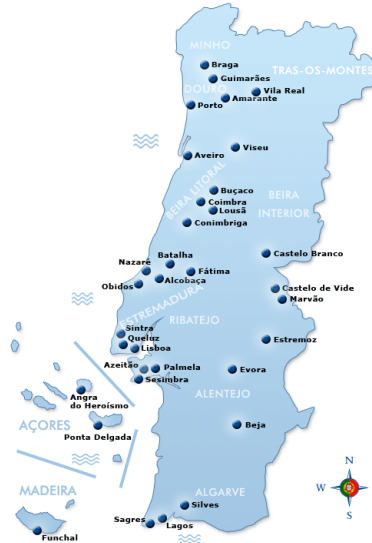 MINHO
Braga
Guimarães
TRAS-OS-MONTES
DOURO
Vila Real
Amarante
Porto
Viseu
Aveiro
BEIRA LITORAL
Buçaco
BEIRA
Coimbra
Lousã
INTERIOR
Conimbriga
Castelo Branco
Batalha
Nazaré
Fátima
Alcobaça
Obidos
Castelo de Vide
Marvão
ESTREMADURA
RIBATEJO
Sintra
Queluz
Lisboa
Estremoz
Azeitão
Palmela
Evora
Sesimbra
ALENTEJO
Angra
do Heroísmo
AÇORES
Ponta Delgada
Beja
N
W
E
S
MADEIRA
ALGARVE
Silves
Sagres
Lagos
Funchal